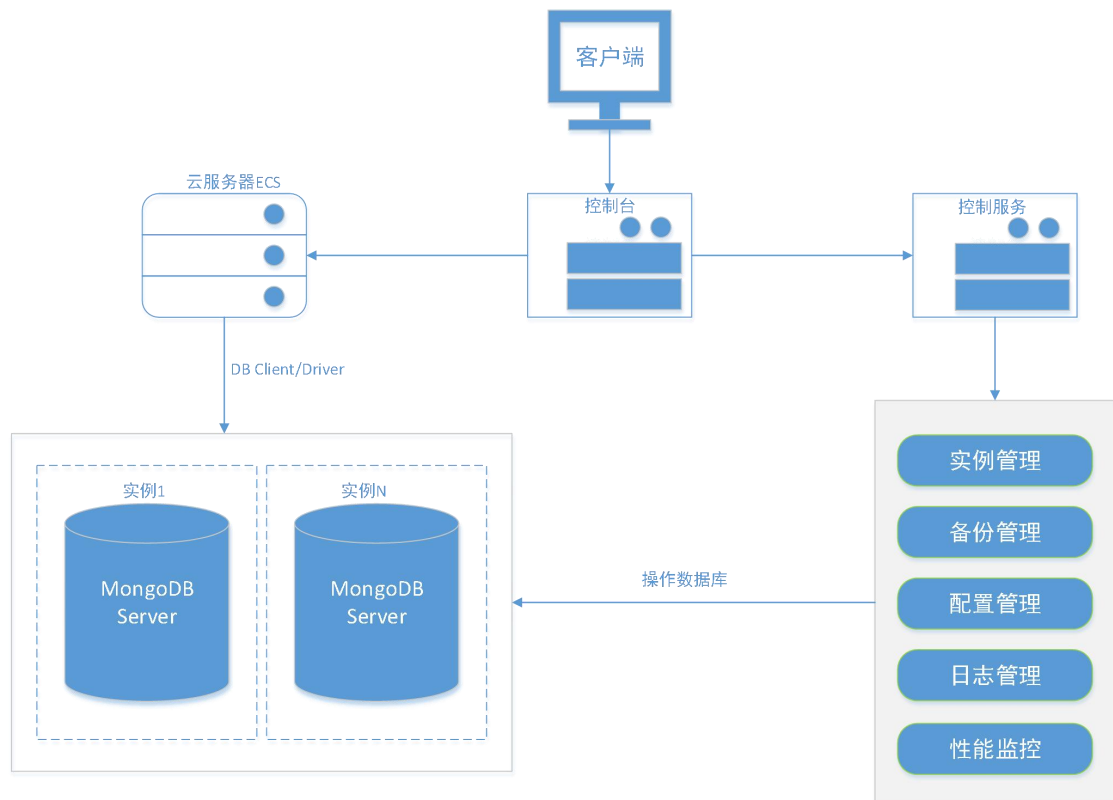 客户端
云服务器ECS
控制台
控制服务
DB Client/Driver
实例1
实例N
MongoDB
Server
MongoDB
Server
操作数据库
实例管理
备份管理
配置管理
日志管理
性能监控